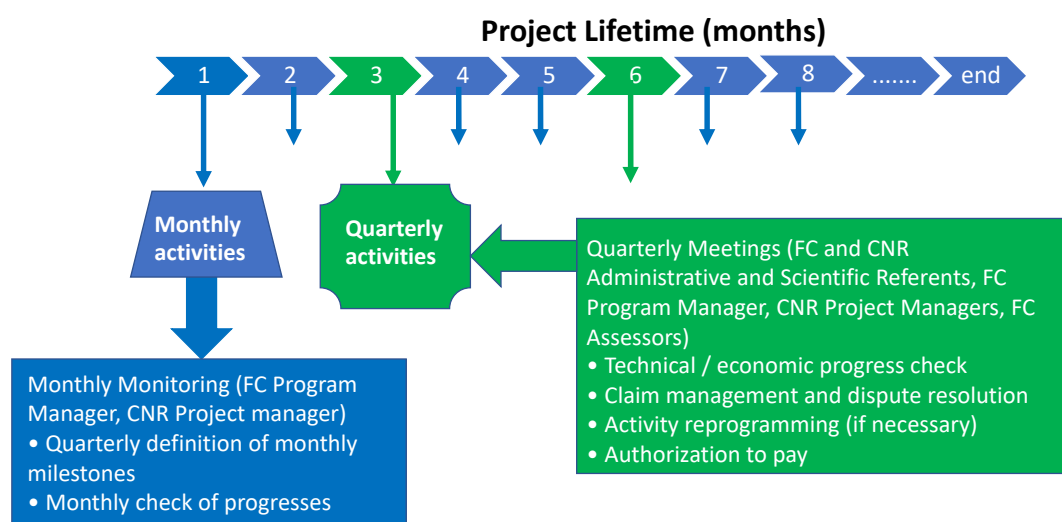 Project Lifetime (months)
1 2 3 4 5 6 7 8 ....... end
Monthly
activities
Quarterly
activities
Quarterly Meetings (FC and CNR
Administrative and Scientific Referents, FC
Program Manager, CNR Project Managers, FC
Assessors)
• Technical / economic progress check
• Claim management and dispute resolution
• Activity reprogramming (if necessary)
• Authorization to pay
Monthly Monitoring (FC Program
Manager, CNR Project manager)
• Quarterly definition of monthly
milestones
• Monthly check of progresses